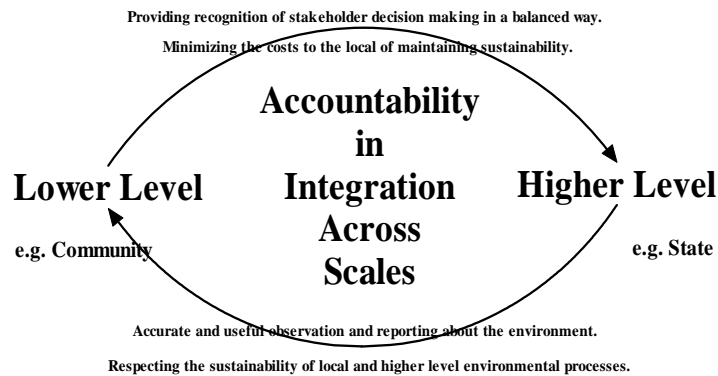 Providing recognition of stakeholder decision making in a balanced way.
Minimizing the costs to the local of maintaining sustainability.
Accountability
in
Integration
Across
Scales
Lower Level
Higher Level
e.g. Community
e.g. State
Accurate and useful observation and reporting about the environment.
Respecting the sustainability of local and higher level environmental processes.